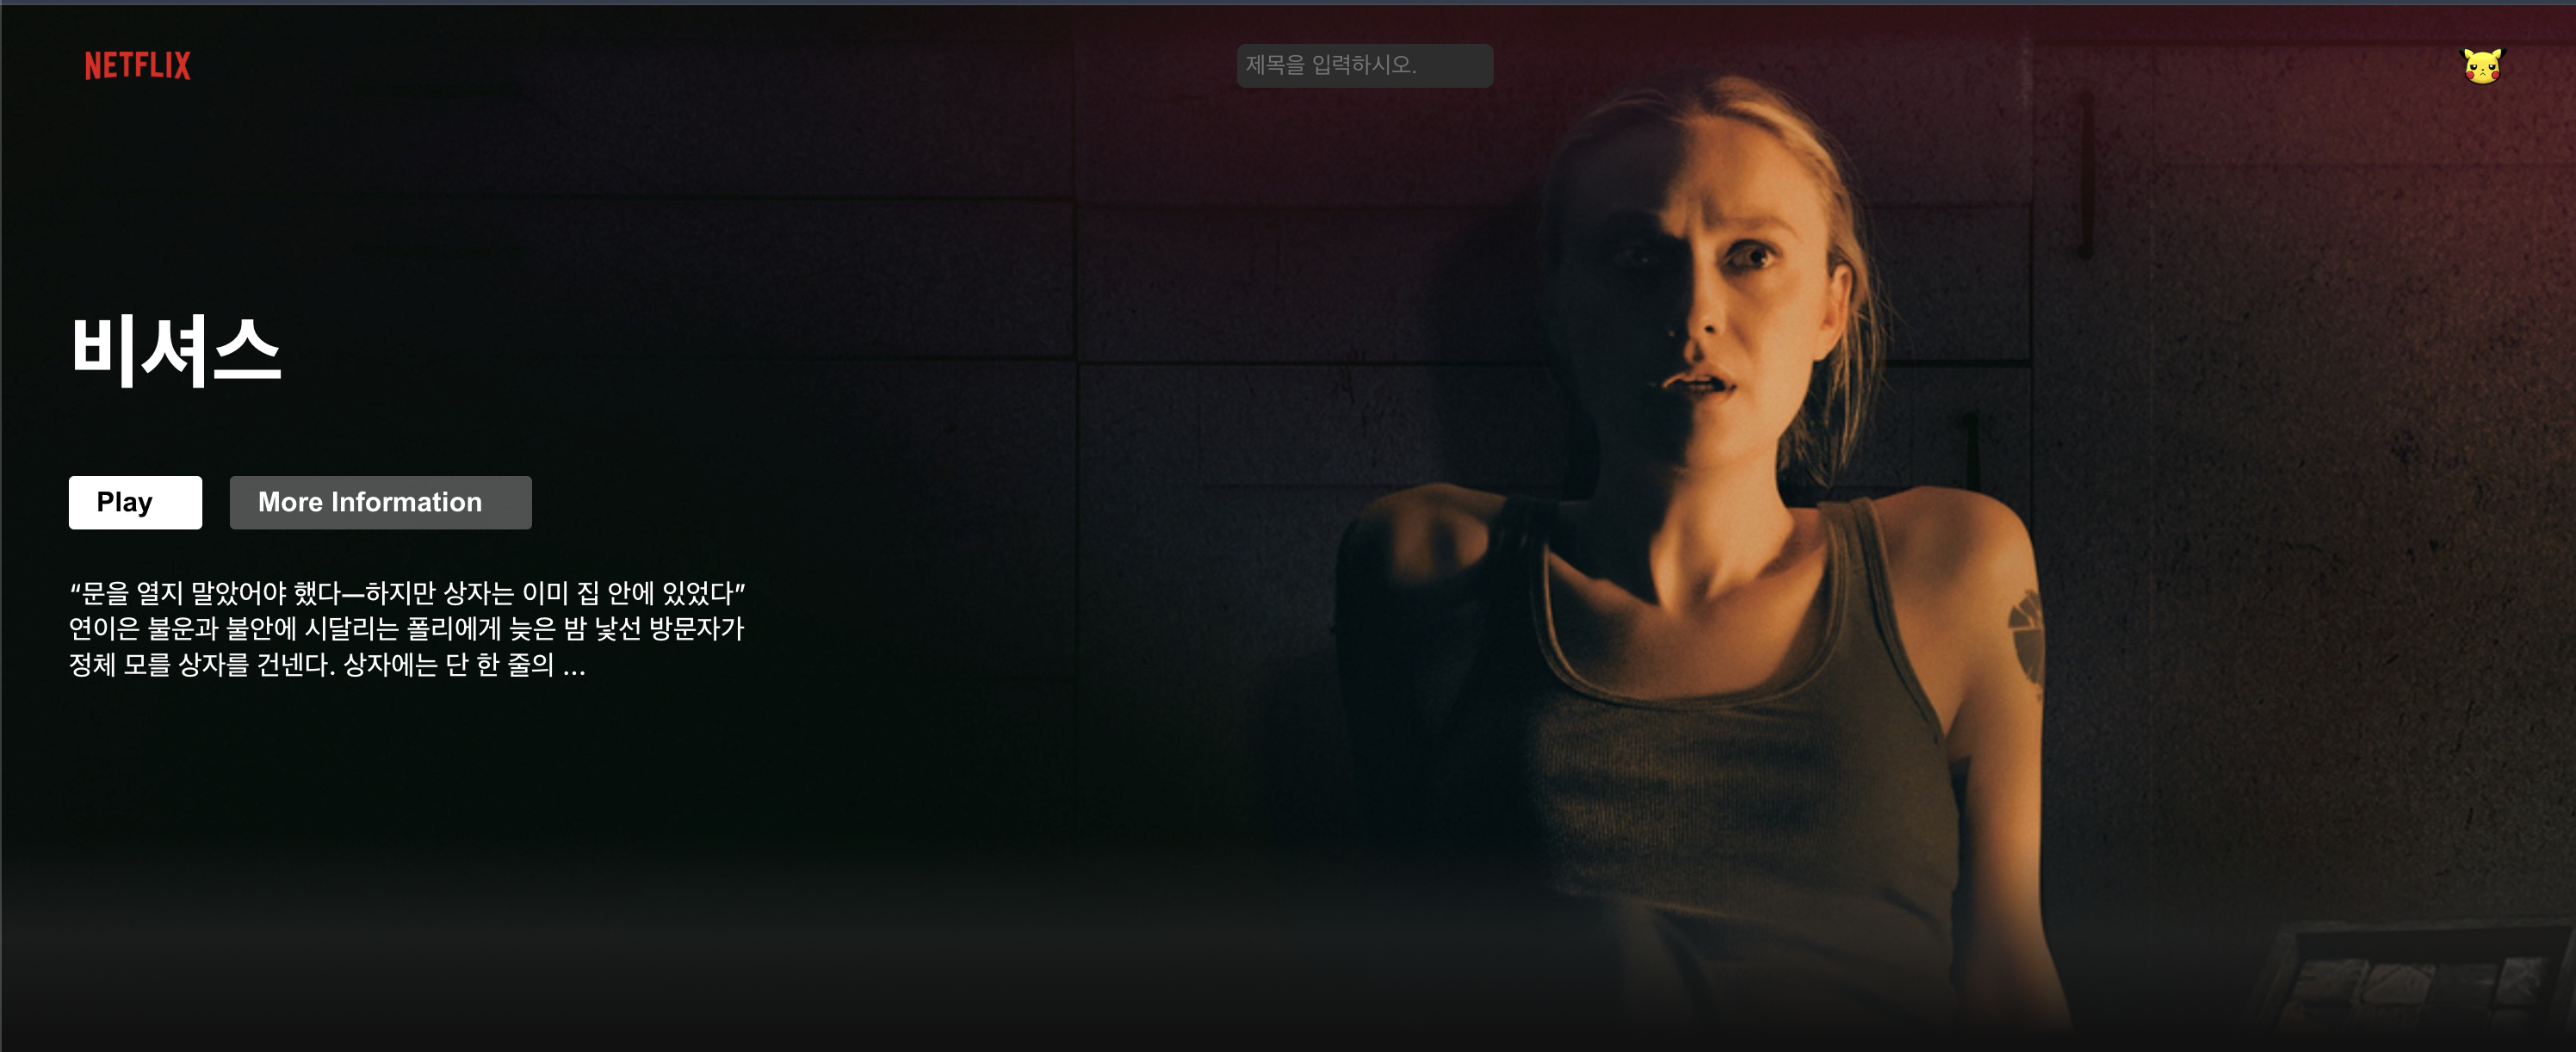 NETFLIX
제목을 입력하시오.
비셔스
Play
More Information
“문을 열지 말았어야 했다—하지만 상자는 이미 집 안에 있었다”
연이은 불운과 불안에 시달리는 폴리에게 늦은 밤 낯선 방문자가
정체 모를 상자를 건넨다. 상자에는 단 한 줄의 ...